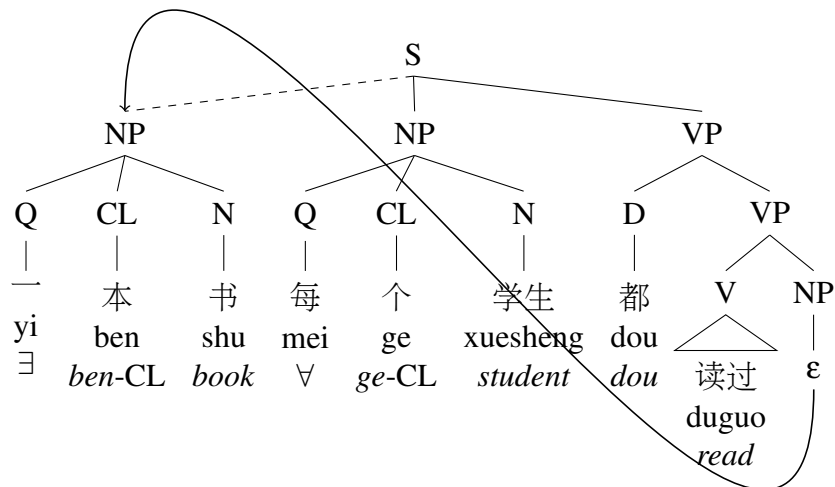 S
NP NP VP
Q CL N Q CL N D VP
一 本 书 每 个 学生 都 V NP
yi ben shu mei ge xuesheng dou 读过 ε
∃ ben-CL book ∀ ge-CL student dou duguo
read